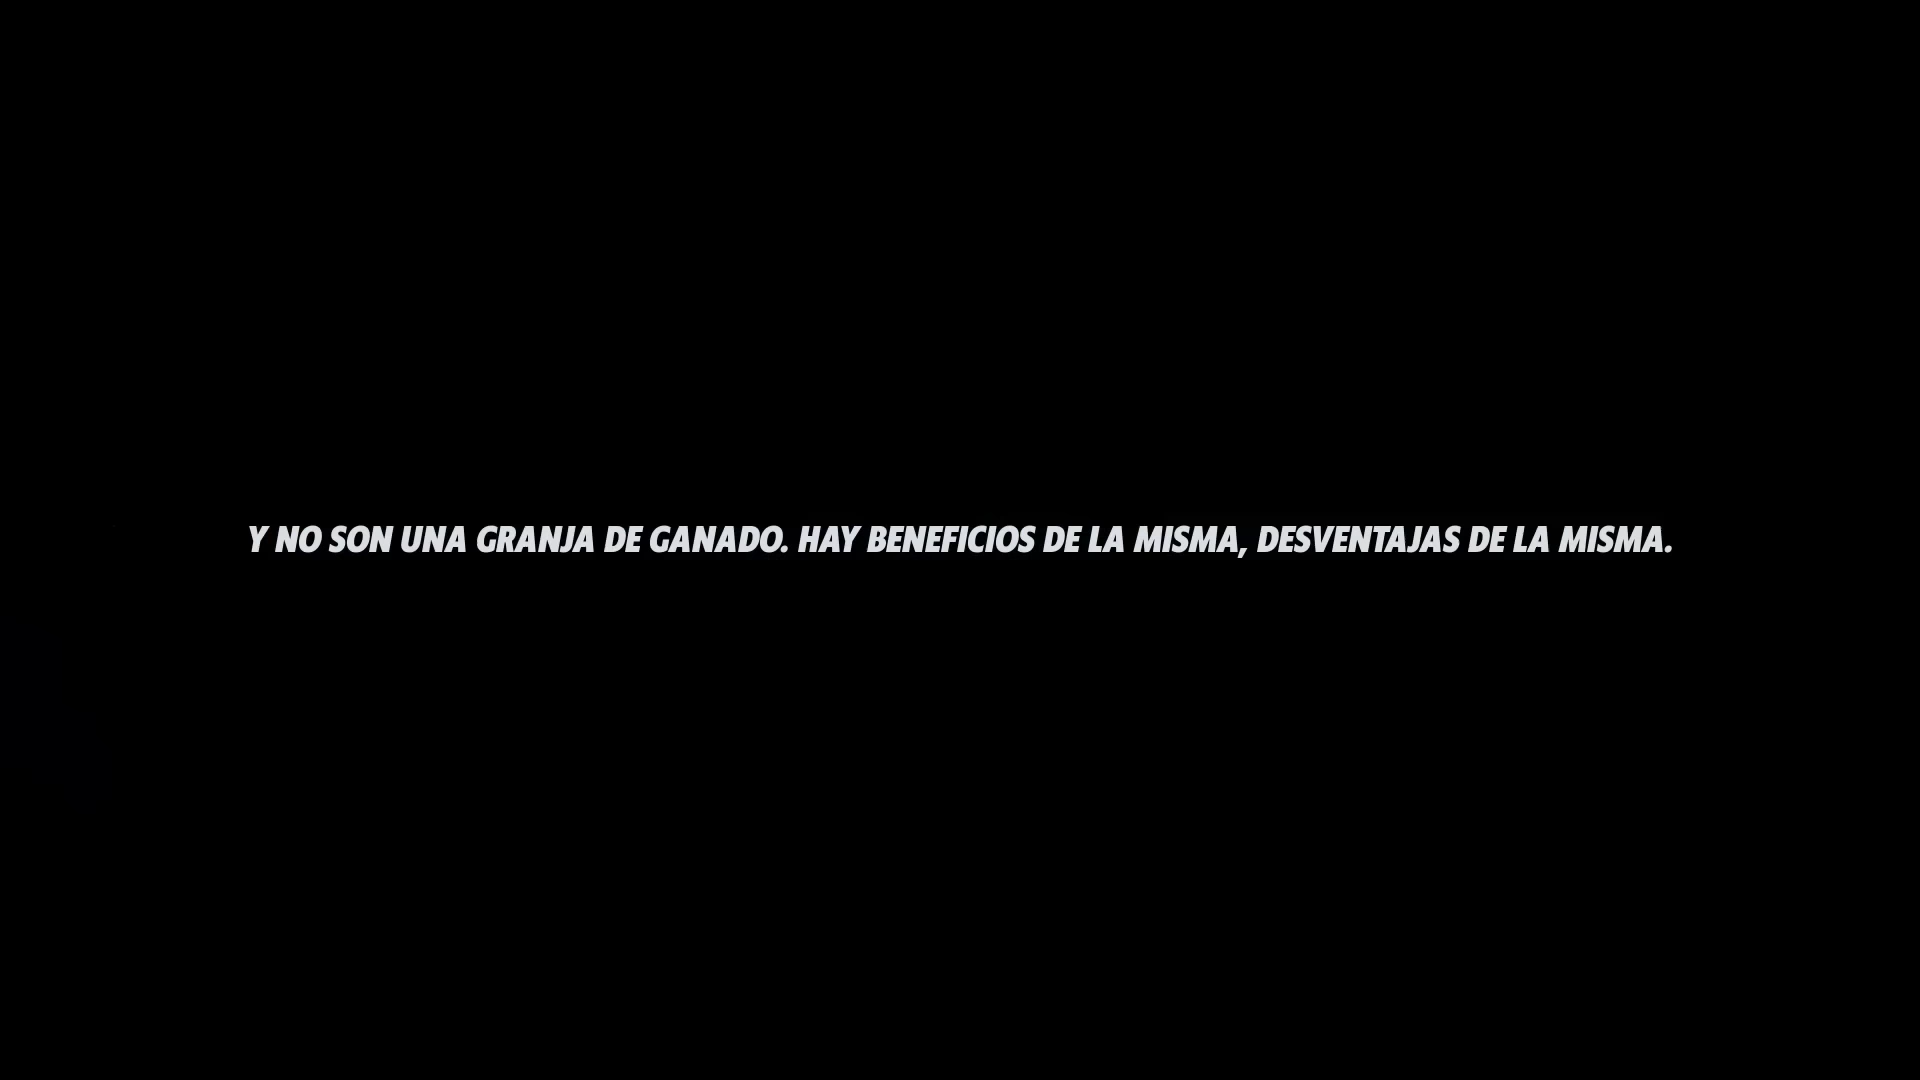 Y NO SON UNA GRANJA DE GANADO. HAY BENEFICIOS DE LA MISMA, DESVENTAJAS DE LA MISMA.